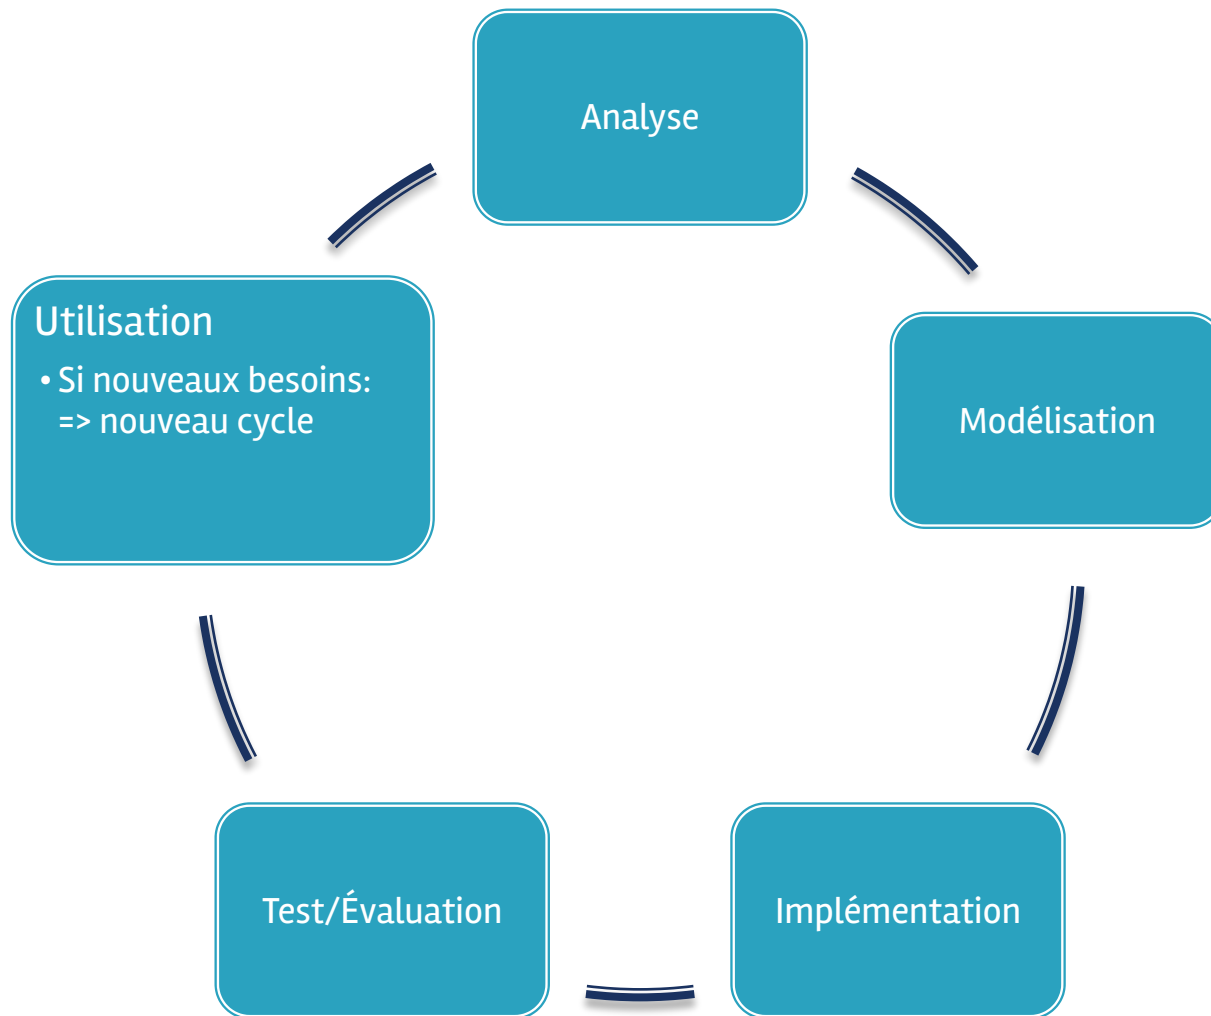 Analyse
Utilisation
• Si nouveaux besoins:
=> nouveau cycle
Modélisation
Test/Évaluation
Implémentation